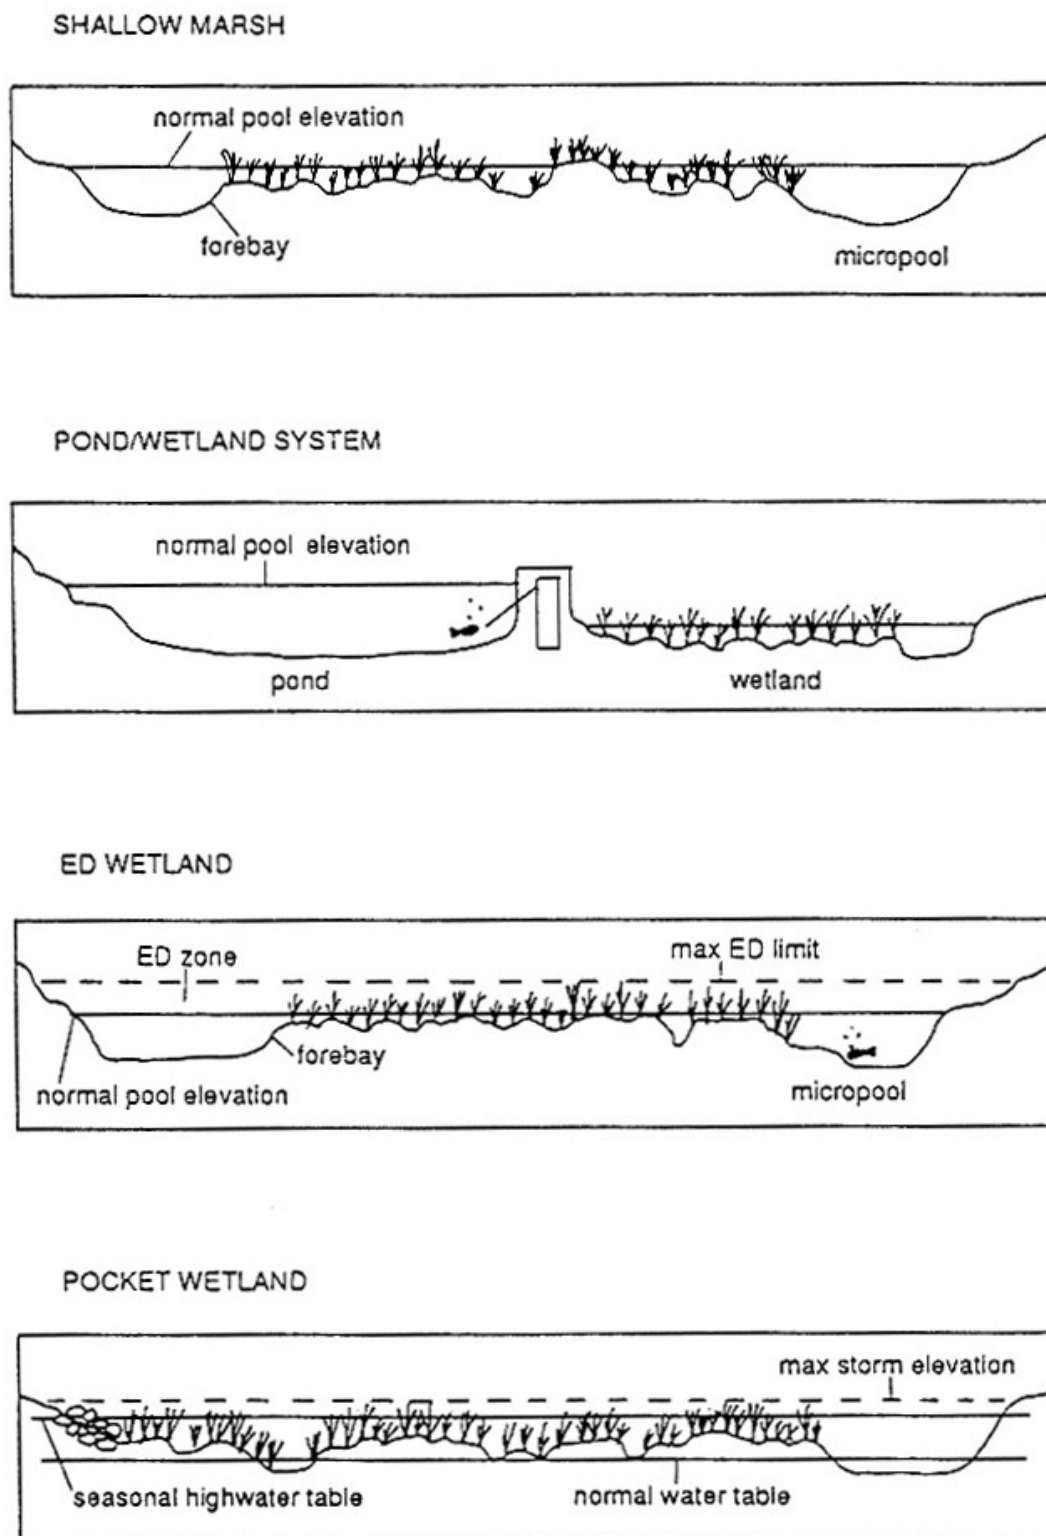 SHALLOW MARSH
normal pool elevation
forebay
micropool
POND/WETLAND SYSTEM
normal pool elevation
pond
wetland
ED WETLAND
ED zone
max ED limit
forebay
normal pool elevation
micropool
POCKET WETLAND
max storm elevation
seasonal highwater table
normal water table